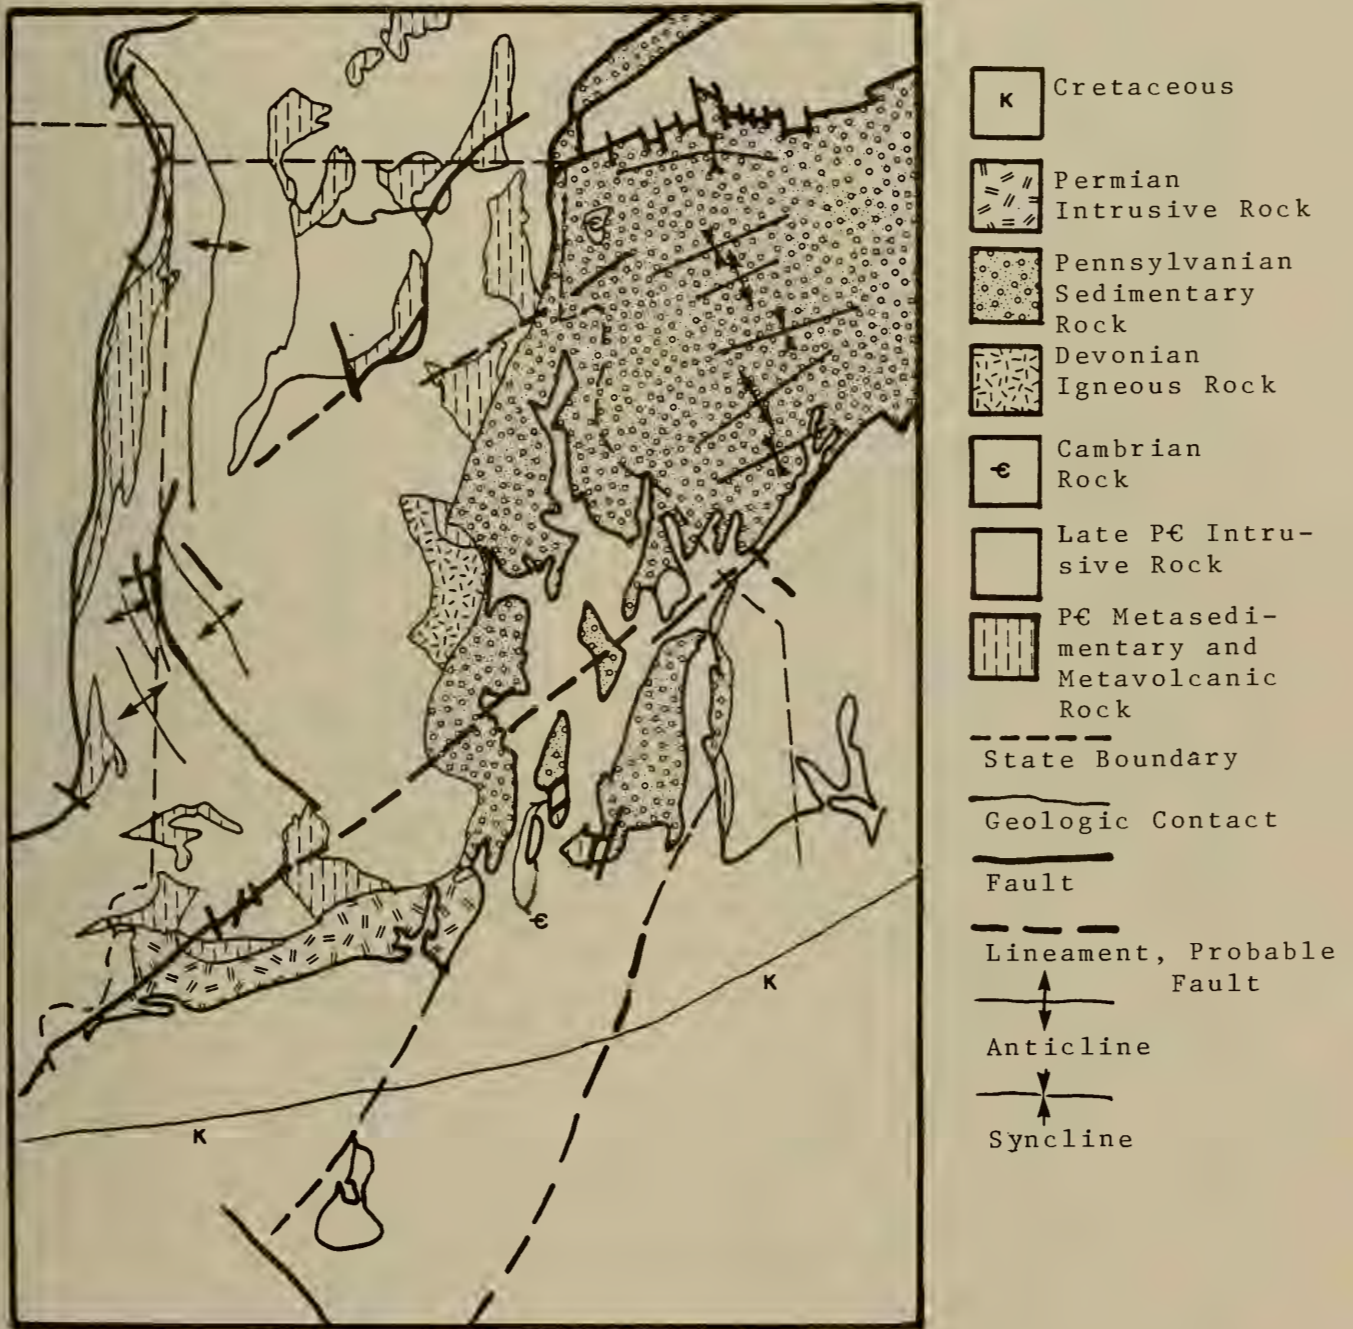 K
Cretaceous
Permian
Intrusive Rock
Pennsylvanian
Sedimentary
Rock
Devonian
Igneous Rock
Є
Cambrian
Rock
Late PЄ Intru-
sive Rock
PЄ Metasedi-
mentary and
Metavolcanic
Rock
State Boundary
Geologic Contact
Fault
Lineament, Probable
Fault
Anticline
Syncline
Є
Є
K
K